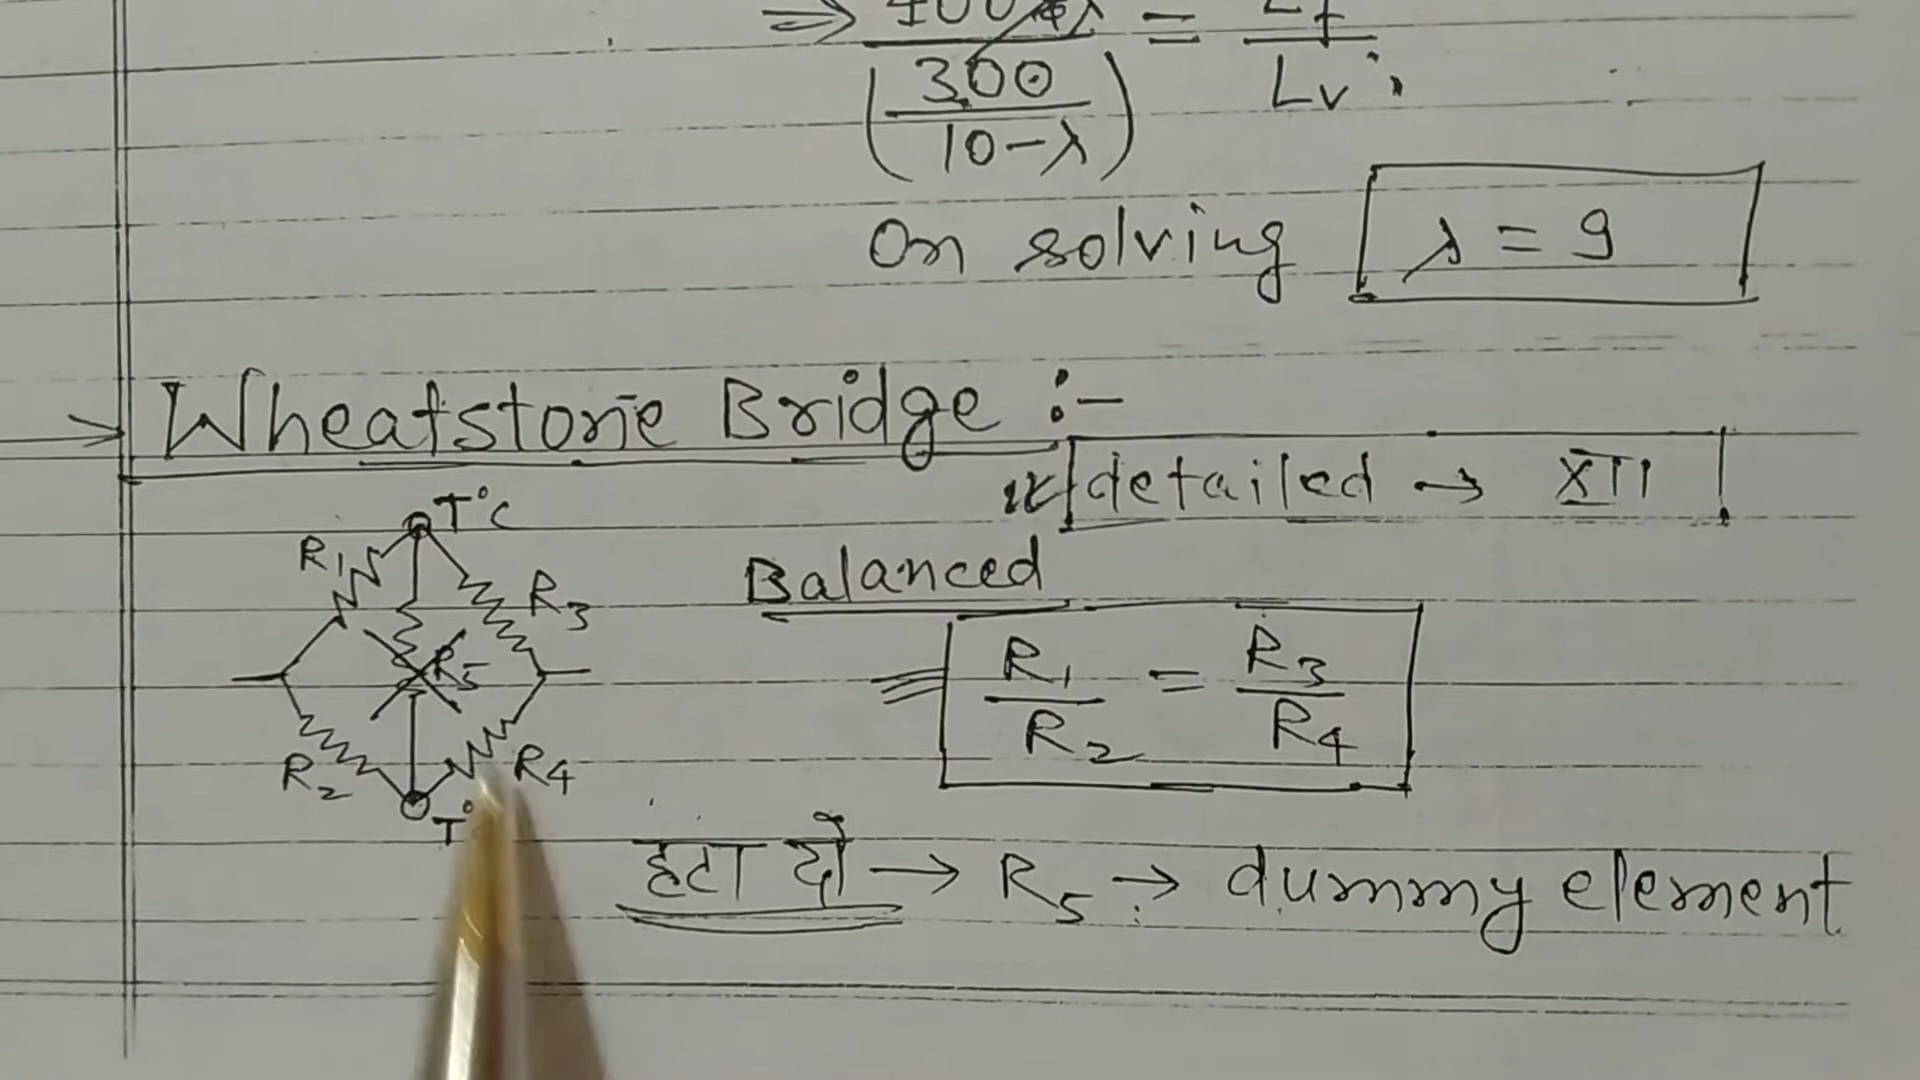 300 / (10-λ) = / Lv
On solving λ = 9
Wheatstone Bridge :-
detailed → XII
T°C
R1 R3
Balanced
R5
R1 / R2 = R3 / R4
R2 R4
T°
हटा दो → R5 → dummy element